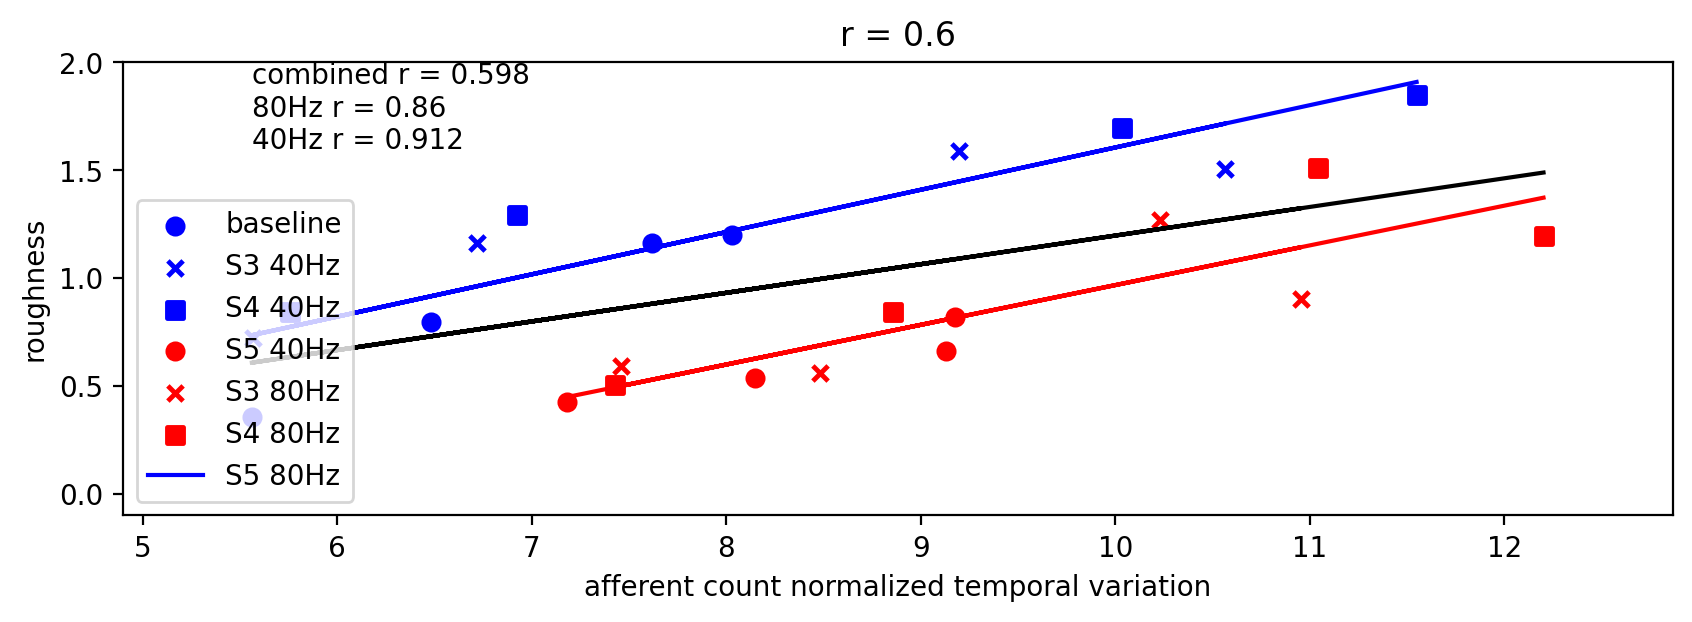 r = 0.6
combined r = 0.598
80Hz r = 0.86
40Hz r = 0.912
2.0
1.5
1.0
0.5
0.0
roughness
baseline
S3 40Hz
S4 40Hz
S5 40Hz
S3 80Hz
S4 80Hz
S5 80Hz
5 6 7 8 9 10 11 12
afferent count normalized temporal variation